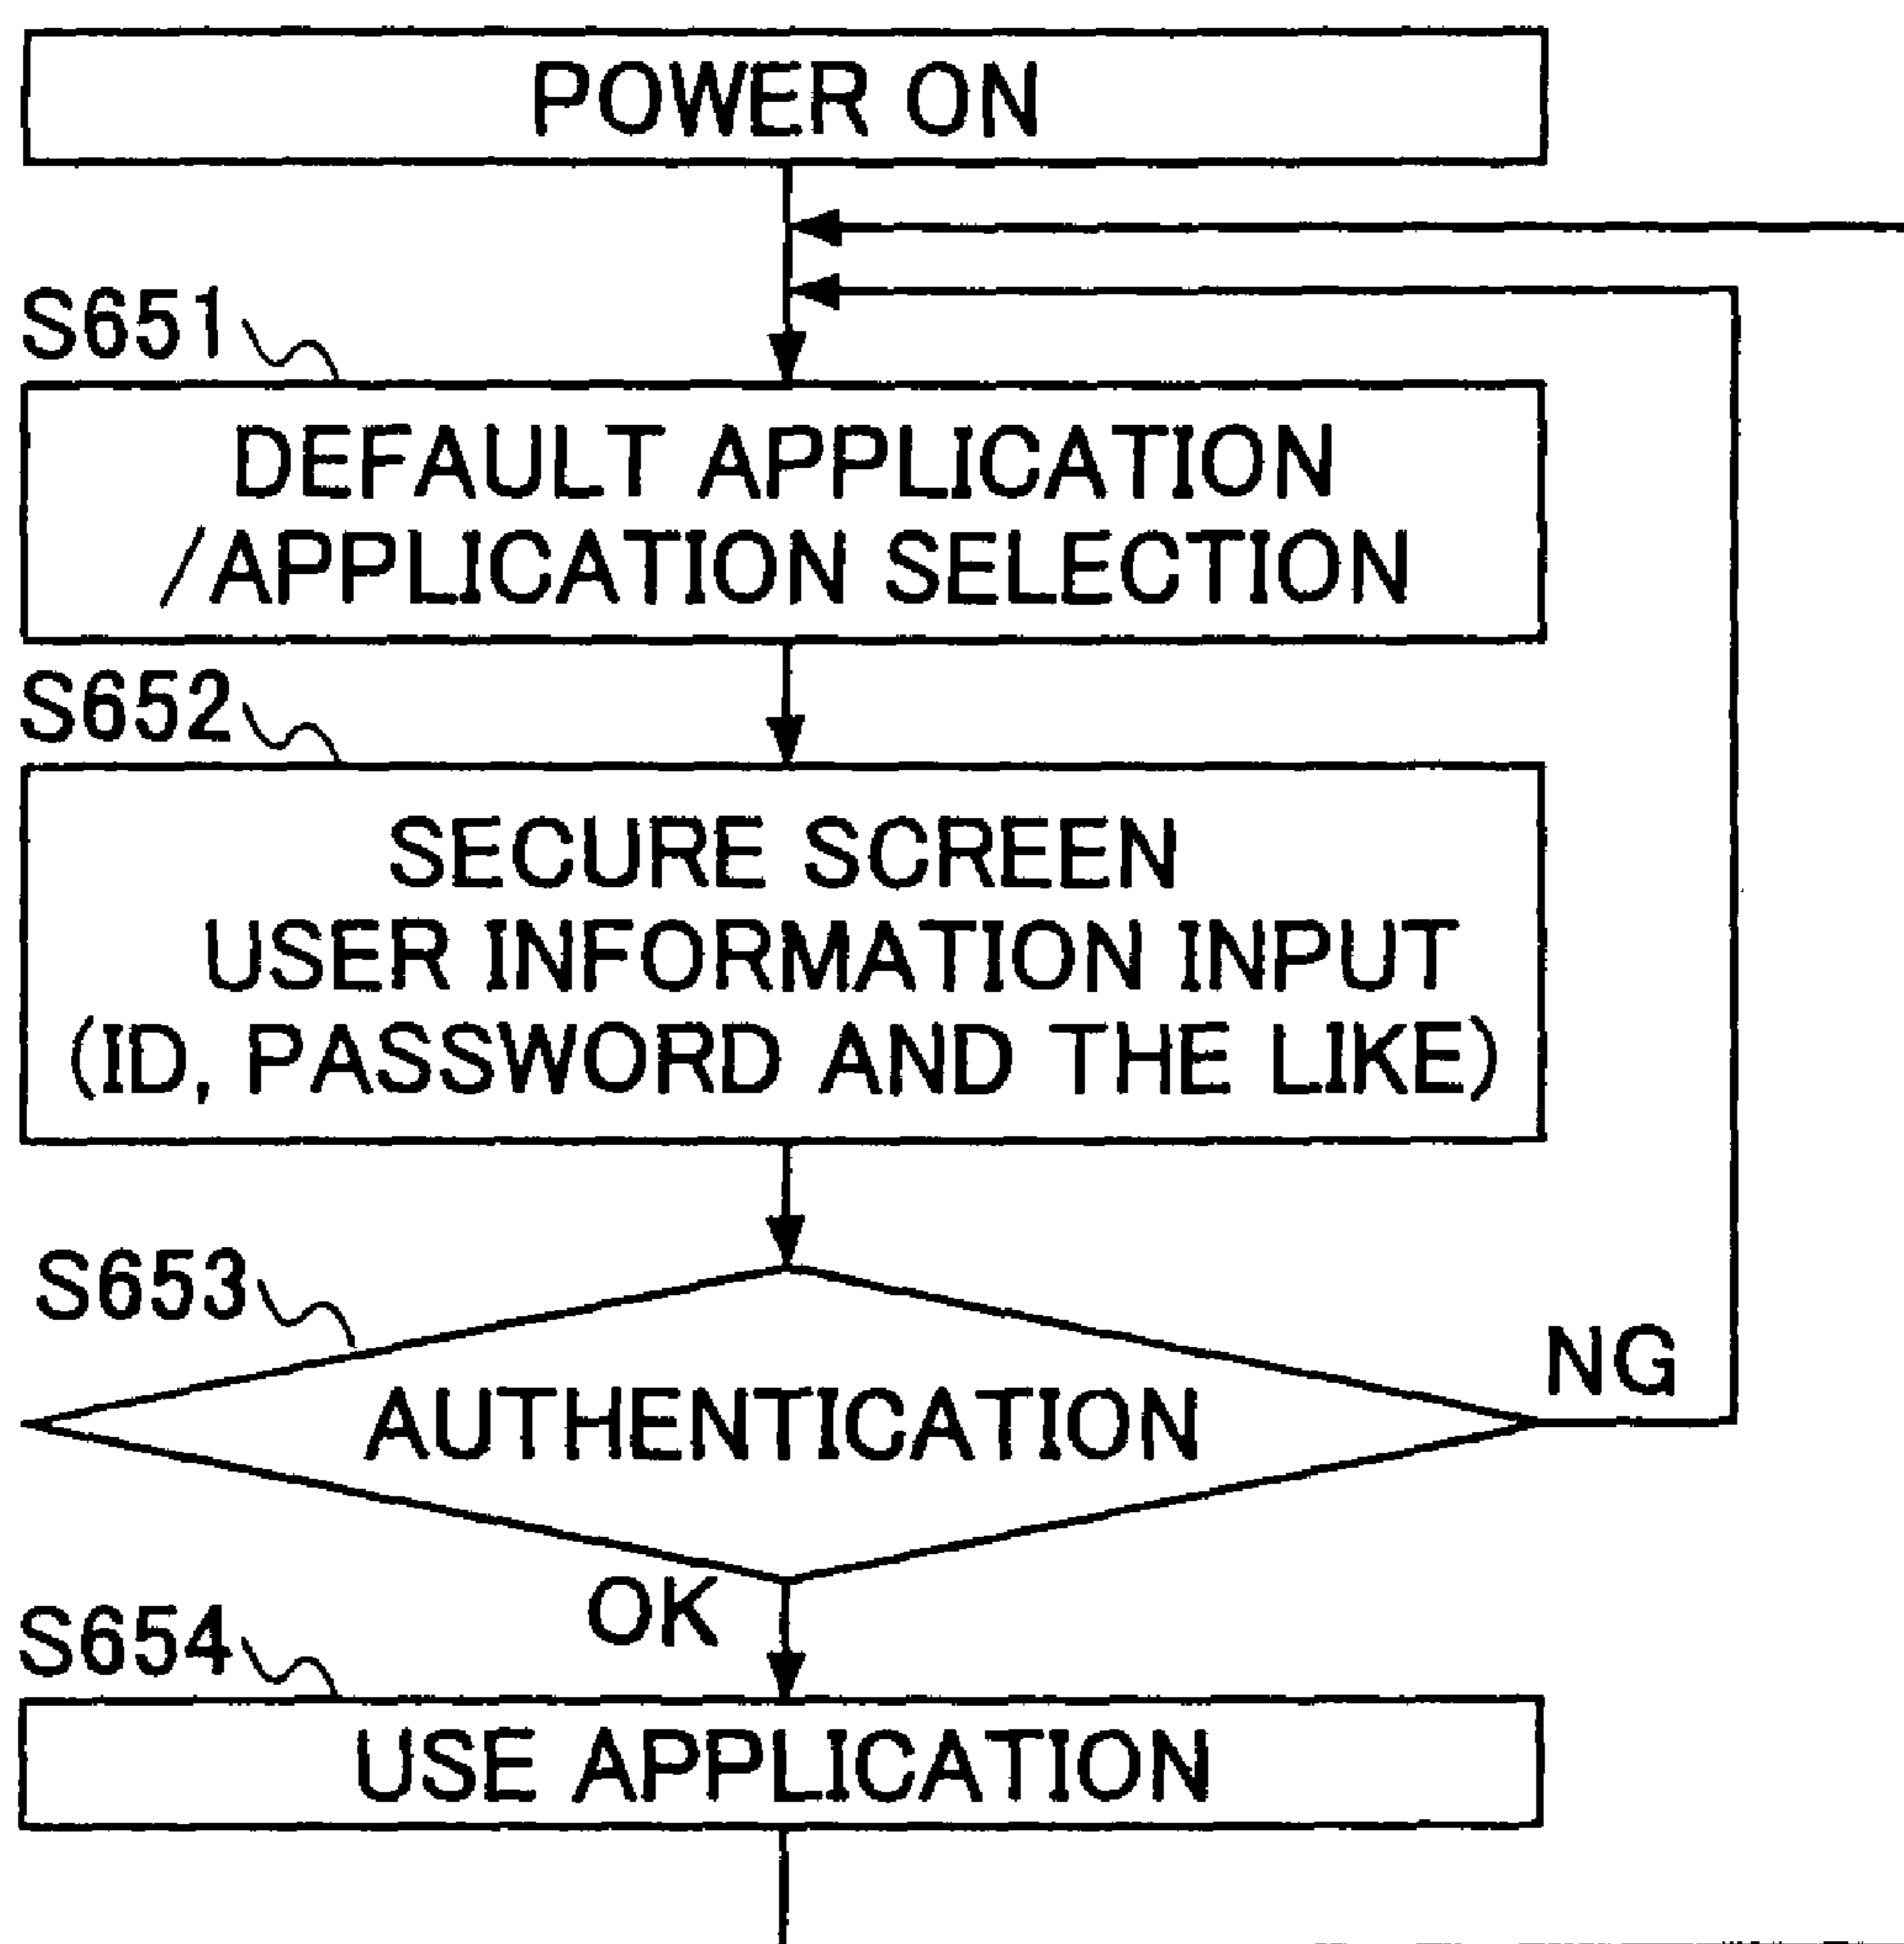 POWER ON
S651
DEFAULT APPLICATION
/APPLICATION SELECTION
S652
SECURE SCREEN
USER INFORMATION INPUT
(ID, PASSWORD AND THE LIKE)
S653
AUTHENTICATION
NG
OK
S654
USE APPLICATION